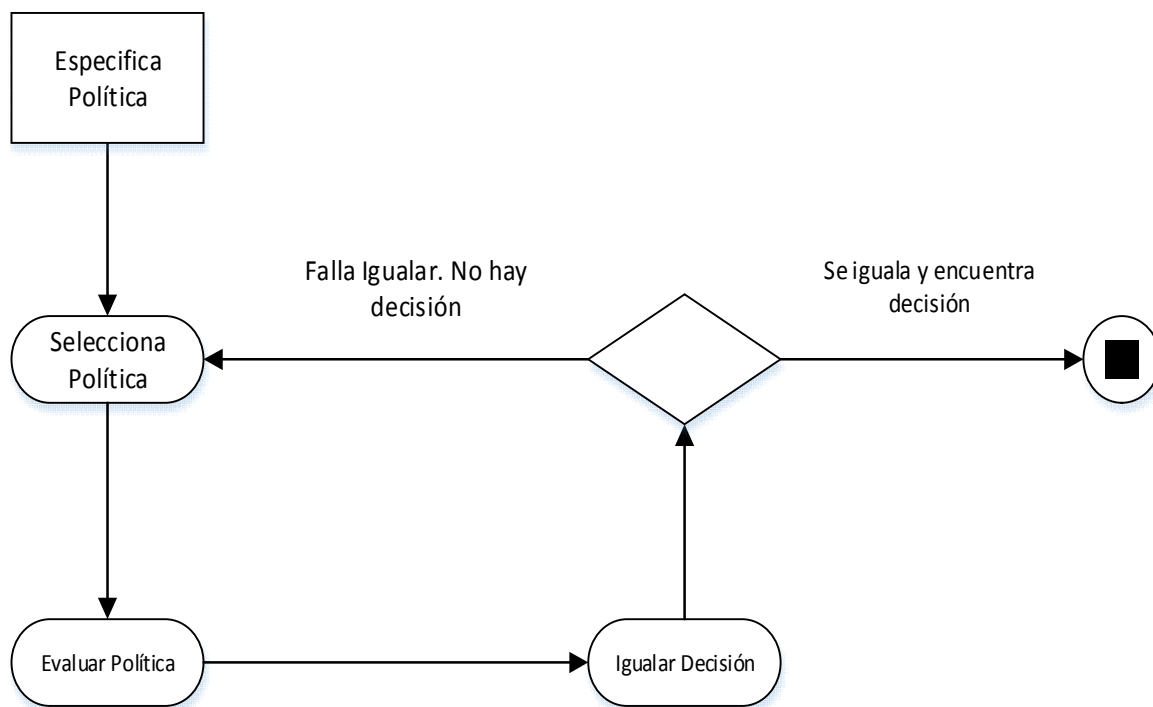 Especifica
Política
Falla Igualar. No hay
decisión
Se iguala y encuentra
decisión
Selecciona
Política
Evaluar Política
Igualar Decisión